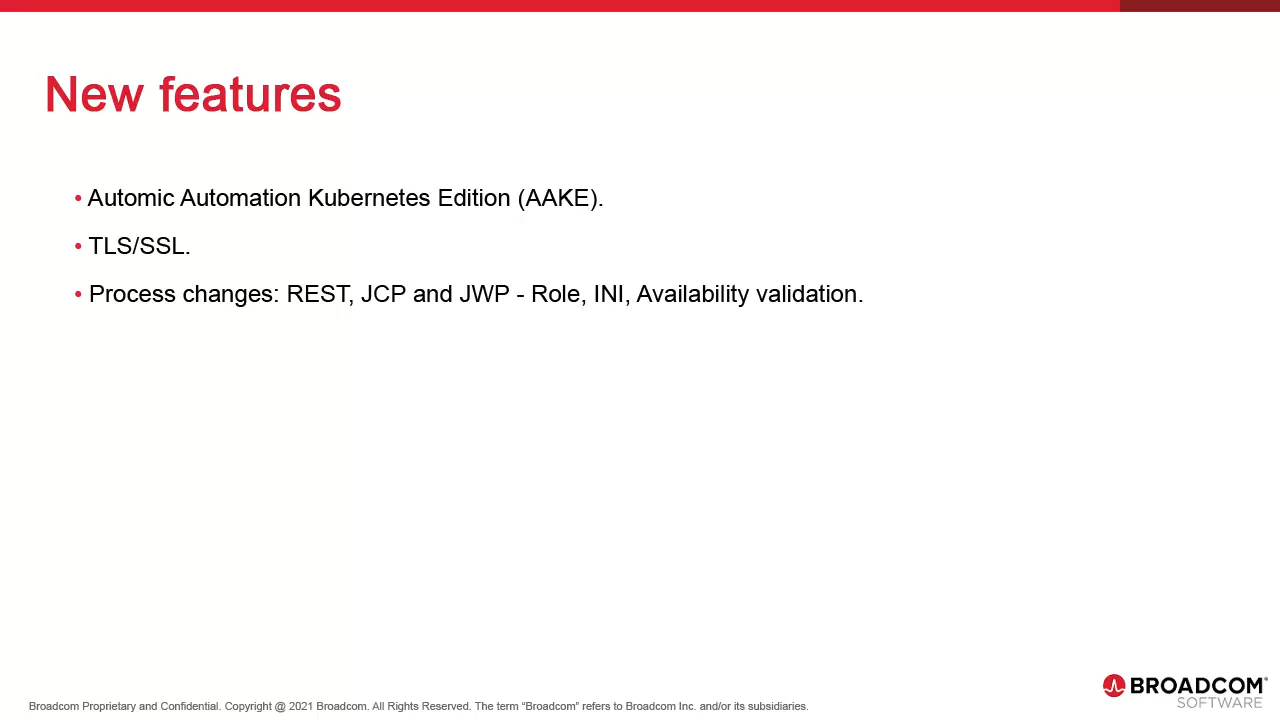 New features
• Automic Automation Kubernetes Edition (AAKE).
• TLS/SSL.
• Process changes: REST, JCP and JWP - Role, INI, Availability validation.
BROADCOM®
SOFTWARE
Broadcom Proprietary and Confidential. Copyright @ 2021 Broadcom. All Rights Reserved. The term “Broadcom” refers to Broadcom Inc. and/or its subsidiaries.